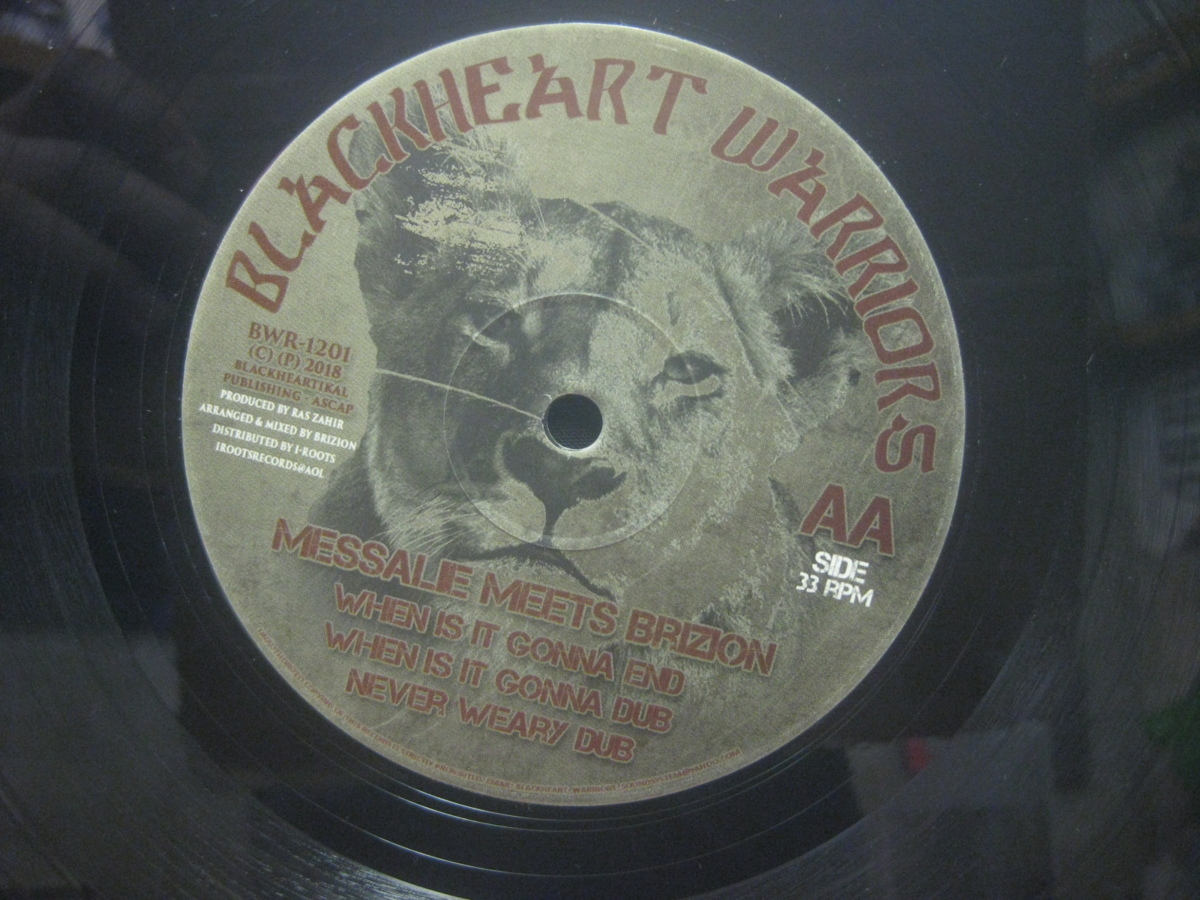 BLACKHEART WARRIORS
BWR-1201
(C) (P) 2018
BLACKHEARTIKAL
PUBLISHING - ASCAP
PRODUCED BY RAS ZAHIR
ARRANGED & MIXED BY BRIZION
DISTRIBUTED BY I-ROOTS
IROOTSRECORDS@AOL
AA
SIDE
33 RPM
MESSALIE MEETS BRIZION
WHEN IS IT GONNA END
WHEN IS IT GONNA DUB
NEVER WEARY DUB
STRICTLY PROHIBITED